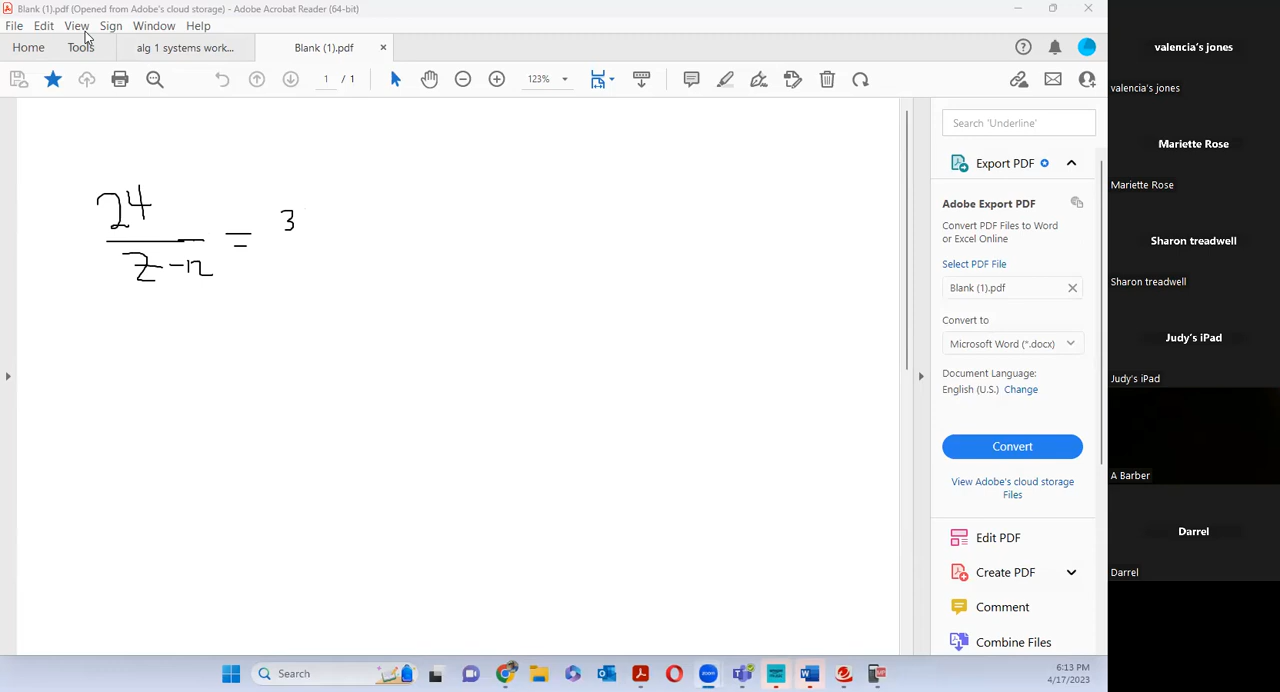 Blank (1).pdf (Opened from Adobe's cloud storage) - Adobe Acrobat Reader (64-bit)
File Edit View Sign Window Help
Home Tools alg 1 systems work... Blank (1).pdf
1 / 1 123%
24
= 3
z - 12
Search 'Underline'
Export PDF
Adobe Export PDF
Convert PDF Files to Word
or Excel Online
Select PDF File
Blank (1).pdf
Convert to
Microsoft Word (*.docx)
Document Language:
English (U.S.) Change
Convert
View Adobe's cloud storage
Files
Edit PDF
Create PDF
Comment
Combine Files
valencia's jones
valencia's jones
Mariette Rose
Mariette Rose
Sharon treadwell
Sharon treadwell
Judy's iPad
Judy's iPad
A Barber
Darrel
Darrel
Search
6:13 PM
4/17/2023